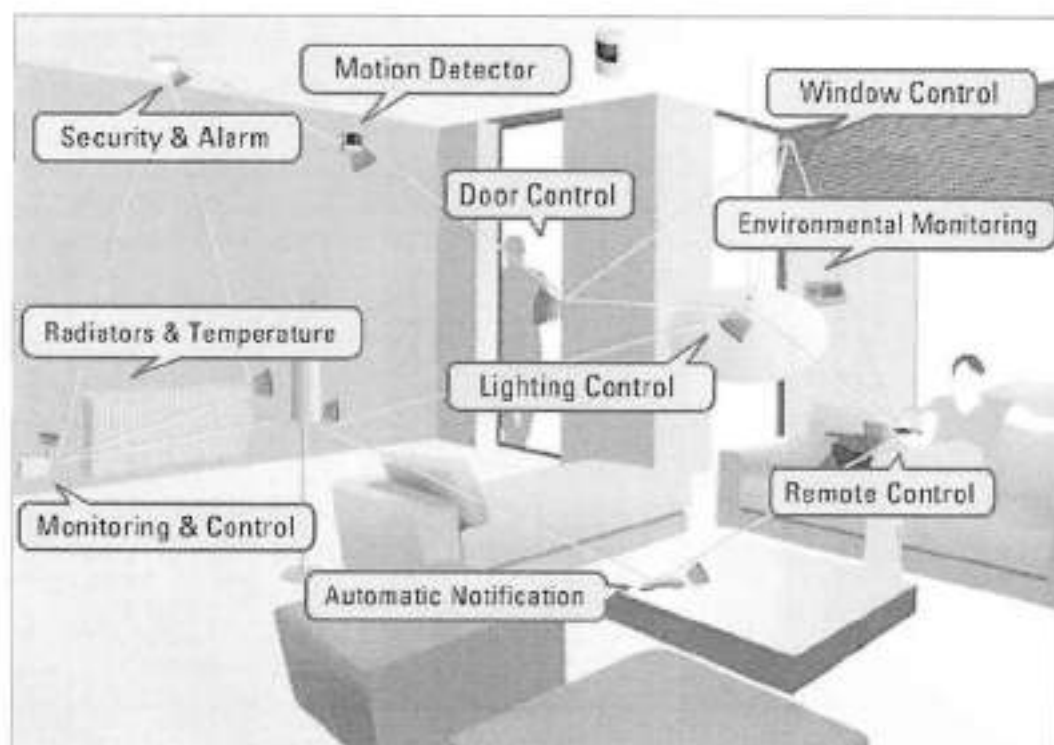 Motion Detector
Window Control
Security & Alarm
Door Control
Environmental Monitoring
Radiators & Temperature
Lighting Control
Remote Control
Monitoring & Control
Automatic Notification